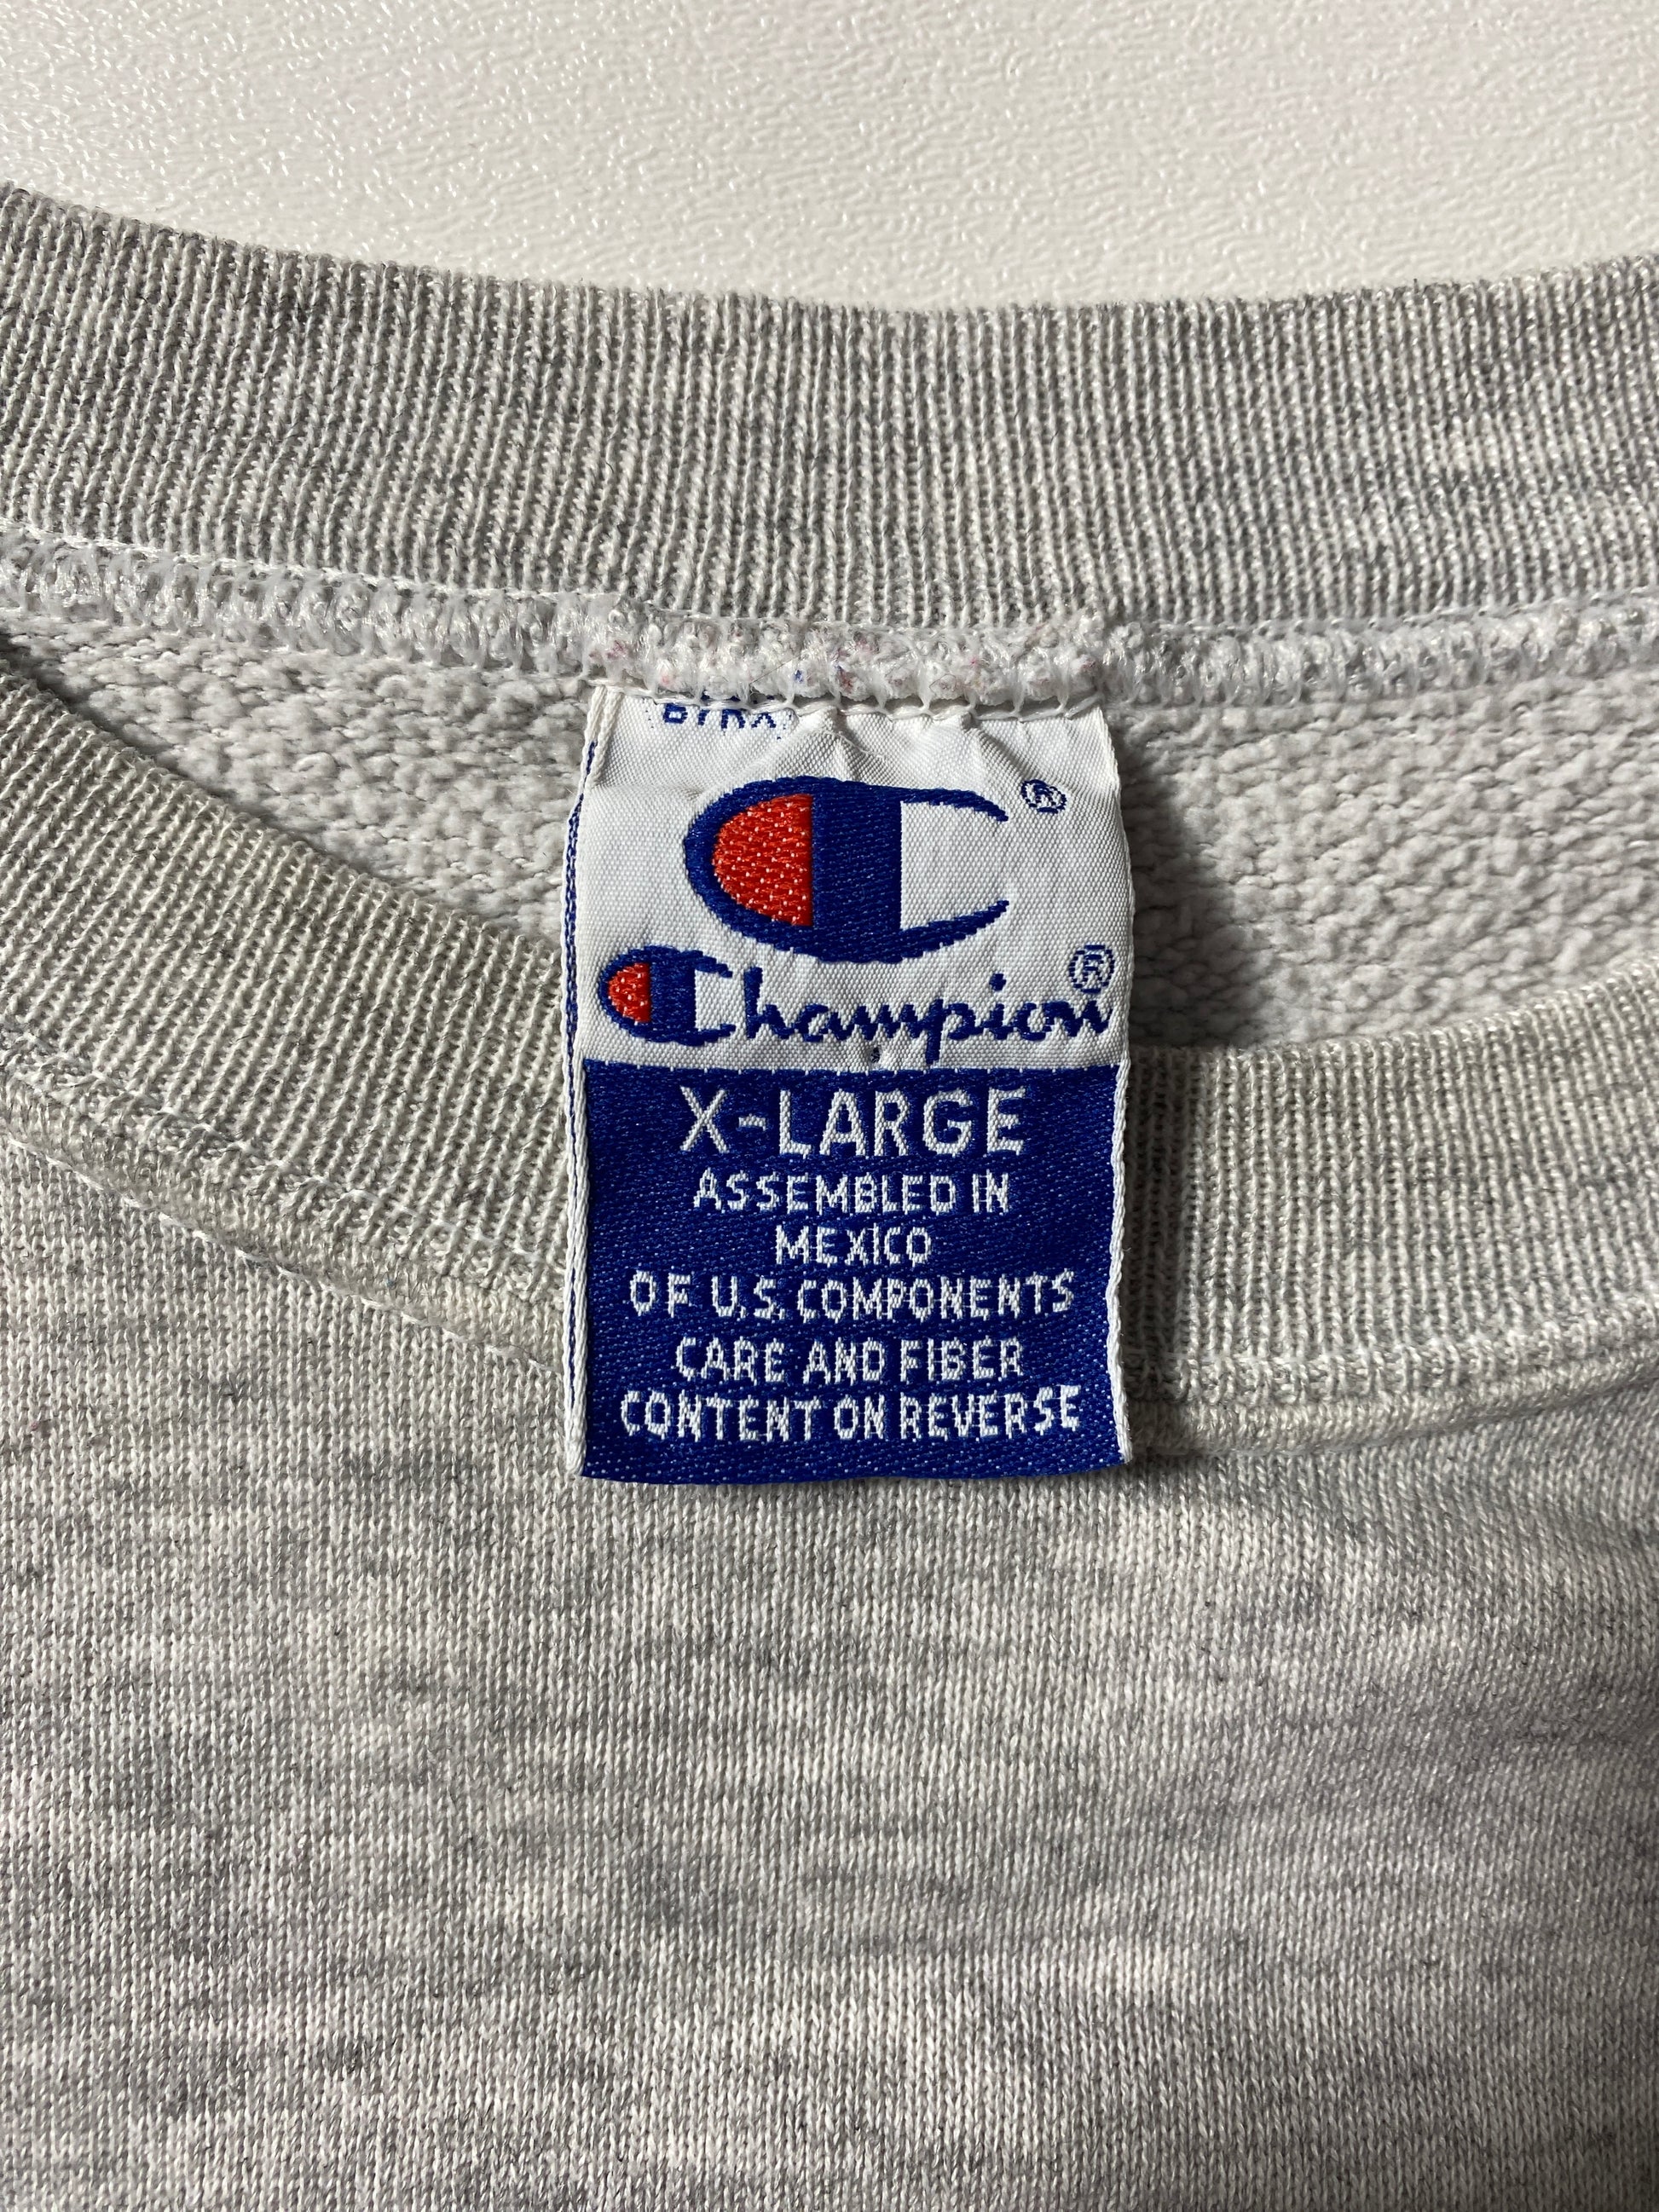 ®
Champion®
X-LARGE
ASSEMBLED IN
MEXICO
OF U.S. COMPONENTS
CARE AND FIBER
CONTENT ON REVERSE